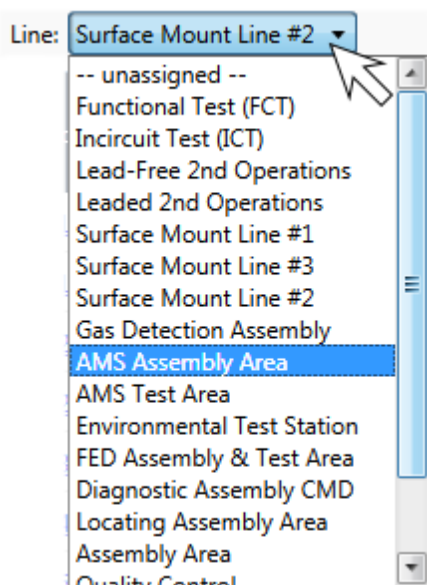 Line: Surface Mount Line #2
-- unassigned --
Functional Test (FCT)
Incircuit Test (ICT)
Lead-Free 2nd Operations
Leaded 2nd Operations
Surface Mount Line #1
Surface Mount Line #3
Surface Mount Line #2
Gas Detection Assembly
AMS Assembly Area
AMS Test Area
Environmental Test Station
FED Assembly & Test Area
Diagnostic Assembly CMD
Locating Assembly Area
Assembly Area
Quality Control